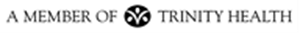 A MEMBER OF TRINITY HEALTH